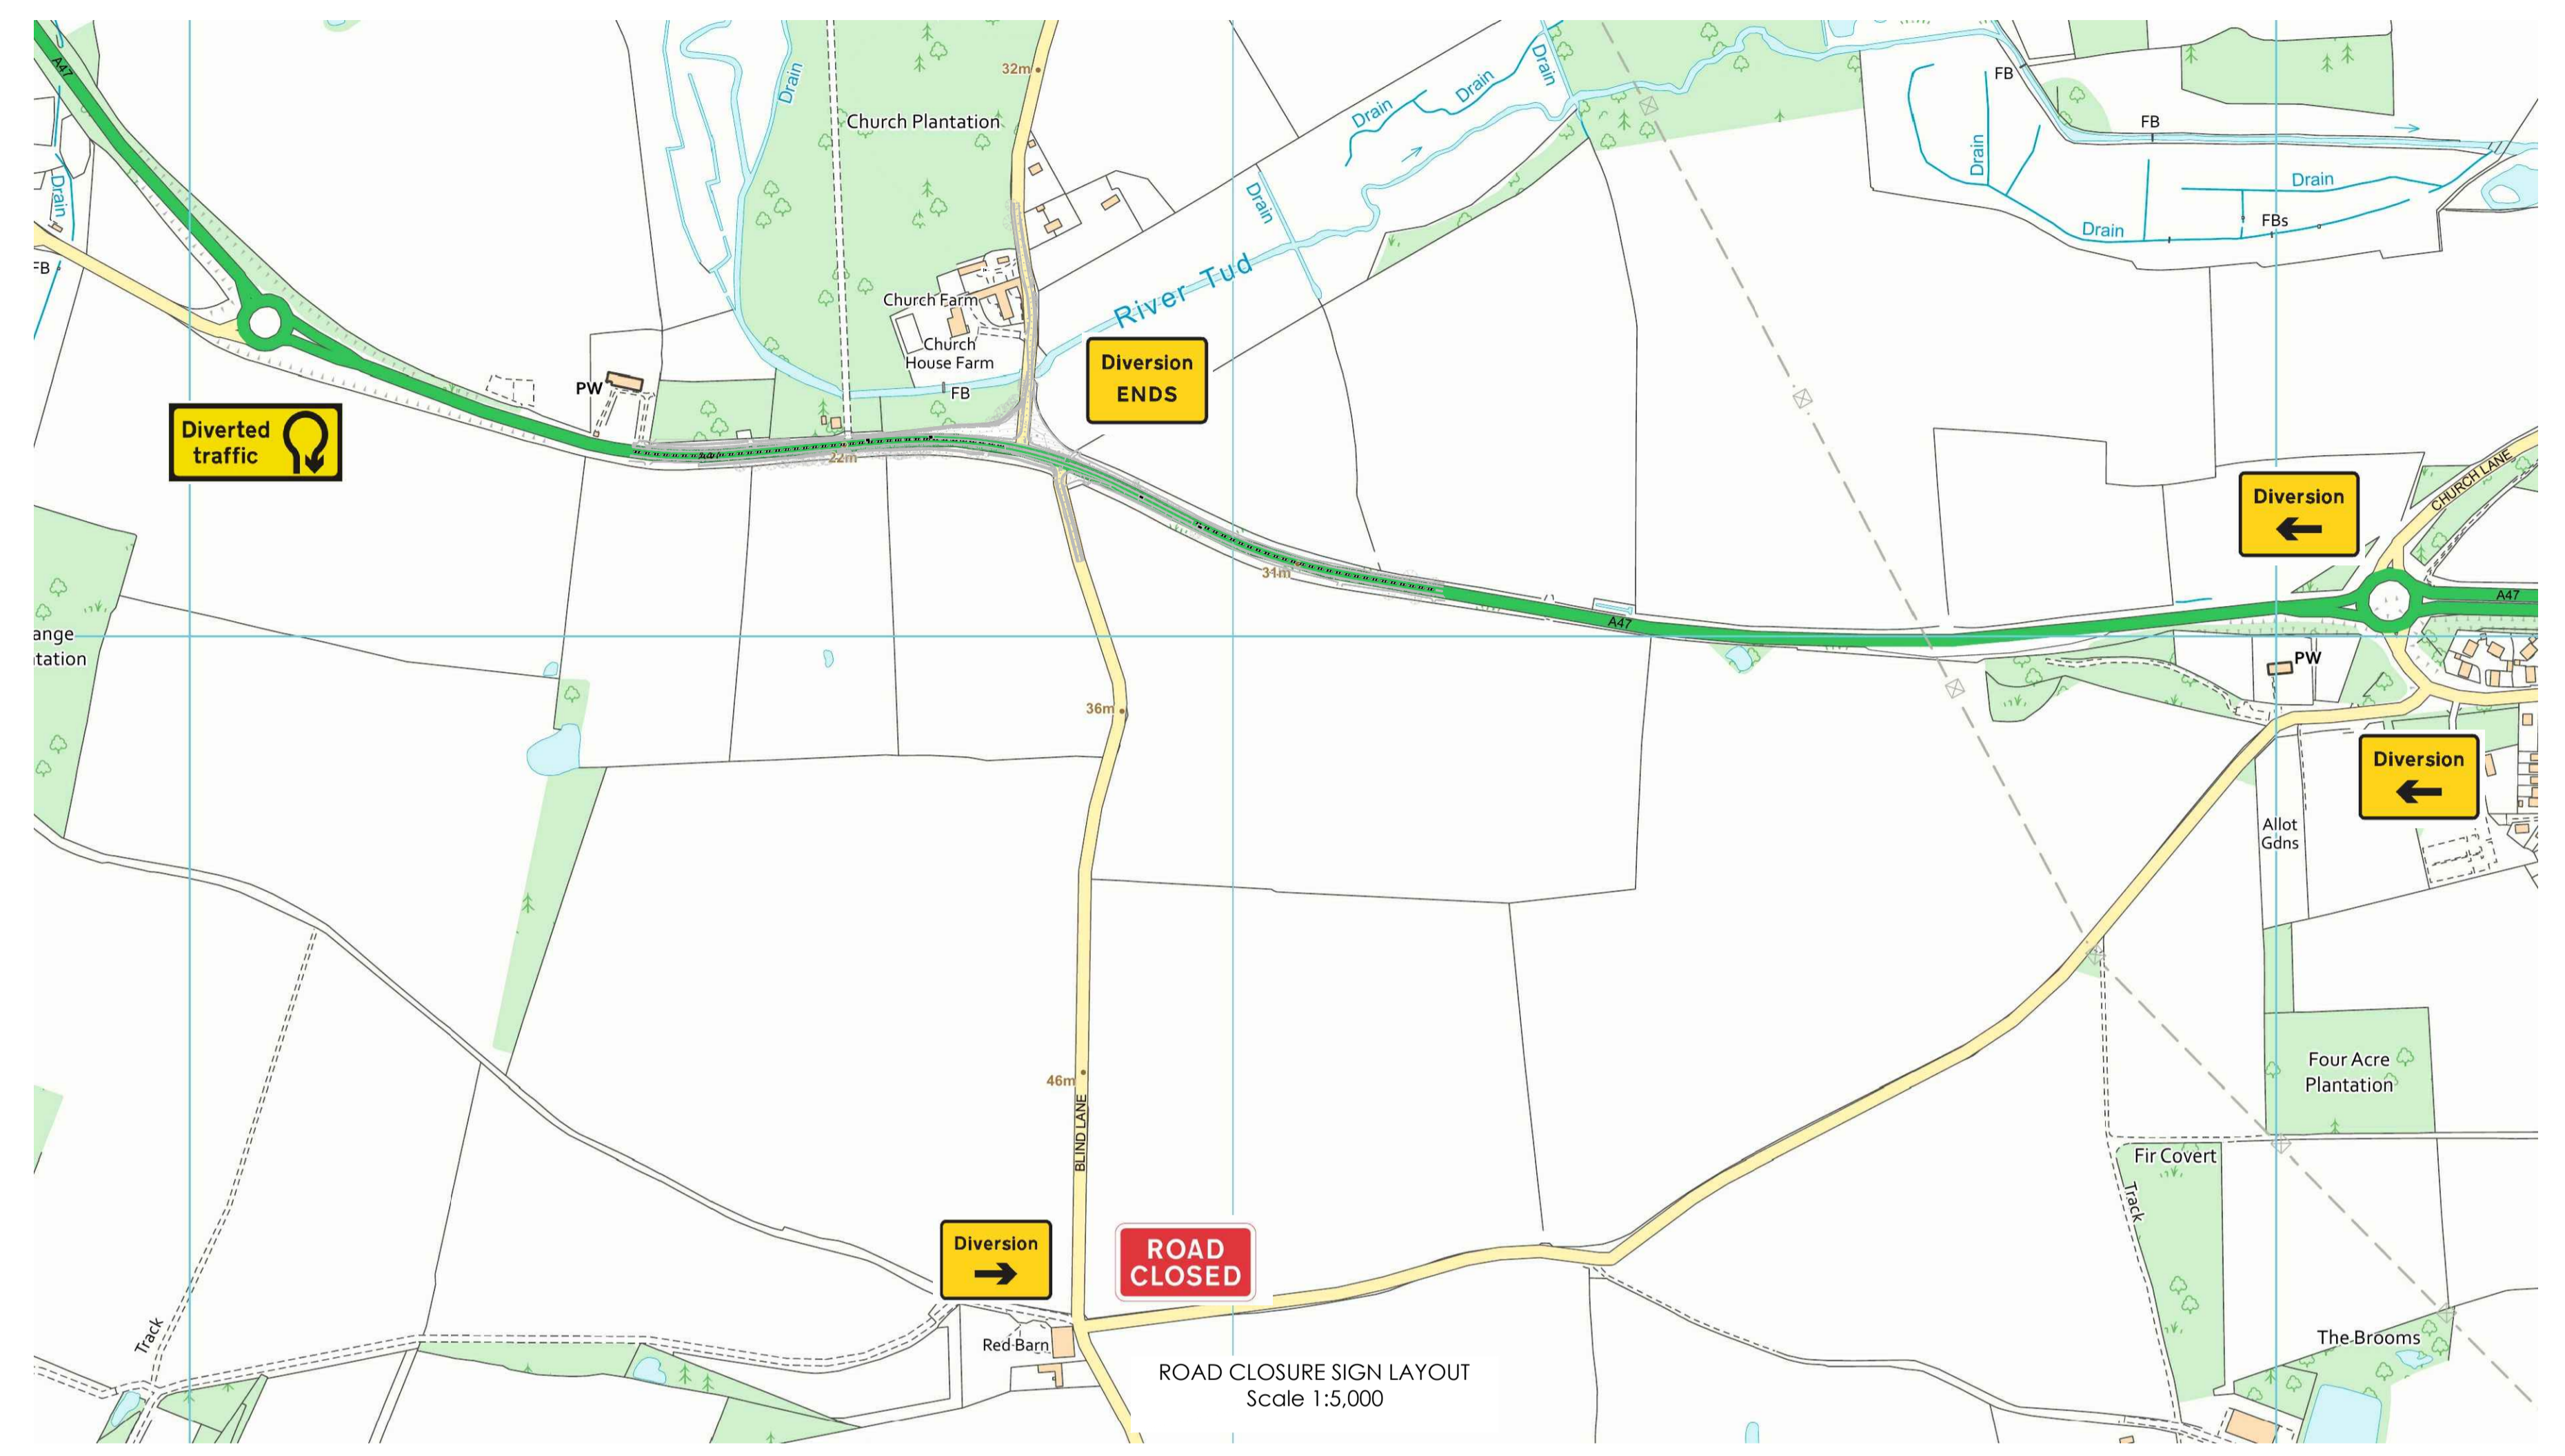 A47
Drain
32m
Church Plantation
Drain
Drain
Drain
FB
FB
Drain
Drain
Drain
FBs
Drain
Drain
FB
River Tud
Church Farm
Church
House Farm
FB
PW
Diversion
ENDS
Diverted
traffic
22m
A47
31m
Diversion
CHURCH LANE
A47
A47
ange
tation
PW
36m
Diversion
Allot
Gdns
46m
BLIND LANE
Four Acre
Plantation
Fir Covert
Track
Diversion
ROAD
CLOSED
Track
Red Barn
The Brooms
ROAD CLOSURE SIGN LAYOUT
Scale 1:5,000